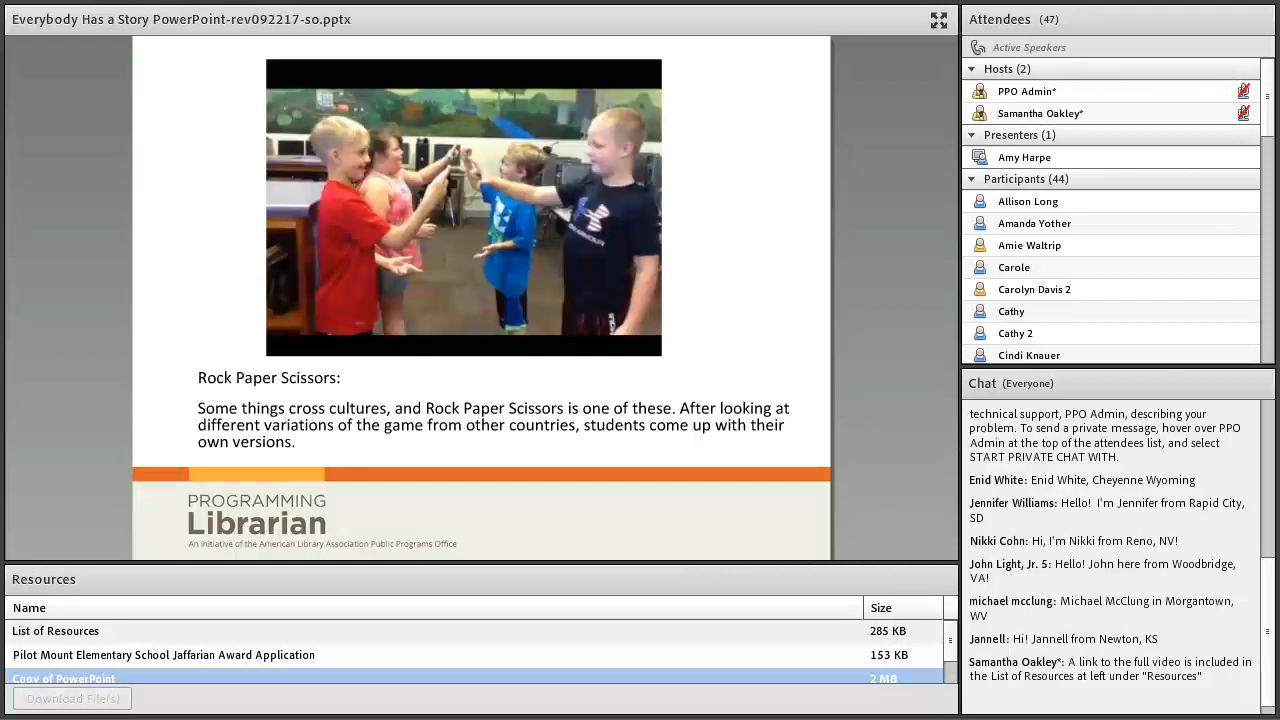 Everybody Has a Story PowerPoint-rev092217-so.pptx
Rock Paper Scissors:
Some things cross cultures, and Rock Paper Scissors is one of these. After looking at
different variations of the game from other countries, students come up with their
own versions.
PROGRAMMING
Librarian
An initiative of the American Library Association Public Programs Office
Resources
Name Size
List of Resources 285 KB
Pilot Mount Elementary School Jaffarian Award Application 153 KB
Copy of PowerPoint 2 MB
Download File(s)
Attendees (47)
Active Speakers
Hosts (2)
PPO Admin*
Samantha Oakley*
Presenters (1)
Amy Harpe
Participants (44)
Allison Long
Amanda Yother
Amie Waltrip
Carole
Carolyn Davis 2
Cathy
Cathy 2
Cindi Knauer
Chat (Everyone)
technical support, PPO Admin, describing your
problem. To send a private message, hover over PPO
Admin at the top of the attendees list, and select
START PRIVATE CHAT WITH.
Enid White: Enid White, Cheyenne Wyoming
Jennifer Williams: Hello! I'm Jennifer from Rapid City,
SD
Nikki Cohn: Hi, I'm Nikki from Reno, NV!
John Light, Jr. 5: Hello! John here from Woodbridge,
VA!
michael mcclung: Michael McClung in Morgantown,
WV
Jannell: Hi! Jannell from Newton, KS
Samantha Oakley*: A link to the full video is included in
the List of Resources at left under "Resources"